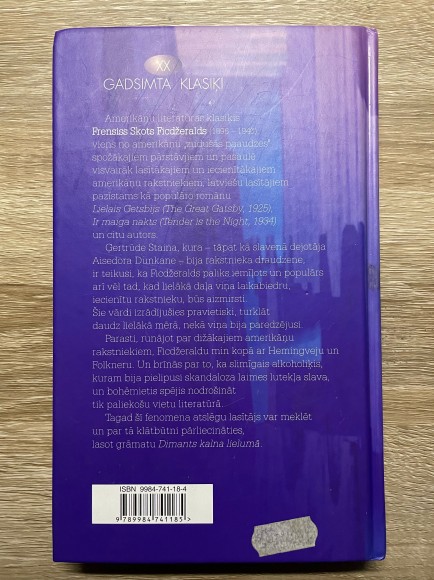 XX
GADSIMTA KLASIĶI
Amerikāņu literatūras klasiķis
Frensiss Skots Ficdžeralds (1896 – 1940),
viens no amerikāņu „zudušās paaudzes"
spožākajiem pārstāvjiem un pasaulē
visvairāk lasītākajiem un iecienītākajiem
amerikāņu rakstniekiem, latviešu lasītājiem
pazīstams kā populāro romānu
Lielais Getsbijs (The Great Gatsby, 1925),
Ir maiga nakts (Tender is the Night, 1934)
un citu autors.
Gertrūde Staina, kura – tāpat kā slavenā dejotāja
Aisedora Dunkane – bija rakstnieka draudzene,
ir teikusi, ka Ficdžeralds paliks iemīļots un populārs
arī vēl tad, kad lielākā daļa viņa laikabiedru,
iecienītu rakstnieku, būs aizmirsti.
Šie vārdi izrādījušies pravietiski, turklāt
daudz lielākā mērā, nekā viņa bija paredzējusi.
Parasti, runājot par dižākajiem amerikāņu
rakstniekiem, Ficdžeraldu min kopā ar Hemingveju un
Folkneru. Un brīnās par to, ka slimīgais alkoholiķis,
kuram bija pielipusi skandalozā laimes lutekļa slava,
un bohēmietis spējis nodrošināt
tik paliekošu vietu literatūrā.
Tagad šī fenomena atslēgu lasītājs var meklēt
un par tā klātbūtni pārliecināties,
lasot grāmatu Dimants kalna lielumā.
ISBN 9984-741-18-4
9 789984 741185 >